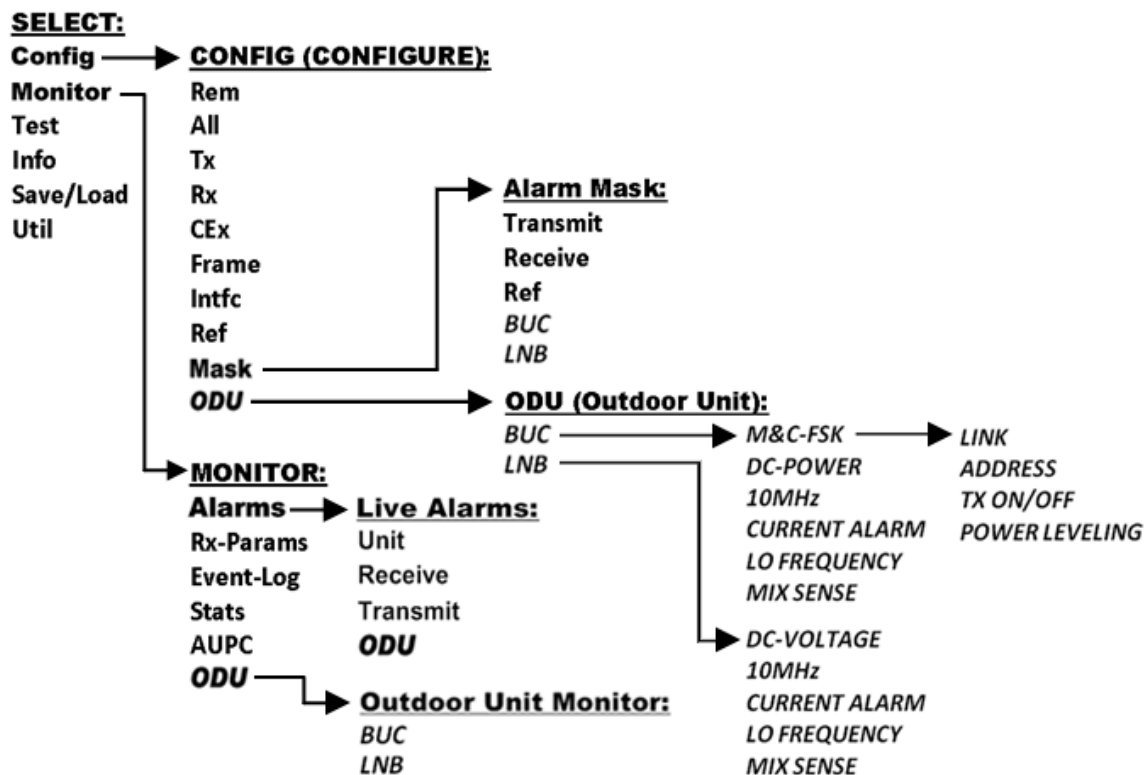 SELECT:
Config
Monitor
Test
Info
Save/Load
Util
CONFIG (CONFIGURE):
Rem
All
Tx
Rx
CEx
Frame
Intfc
Ref
Mask
ODU
Alarm Mask:
Transmit
Receive
Ref
BUC
LNB
ODU (Outdoor Unit):
BUC
LNB
M&C-FSK
DC-POWER
10MHz
CURRENT ALARM
LO FREQUENCY
MIX SENSE
LINK
ADDRESS
TX ON/OFF
POWER LEVELING
DC-VOLTAGE
10MHz
CURRENT ALARM
LO FREQUENCY
MIX SENSE
MONITOR:
Alarms
Rx-Params
Event-Log
Stats
AUPC
ODU
Live Alarms:
Unit
Receive
Transmit
ODU
Outdoor Unit Monitor:
BUC
LNB